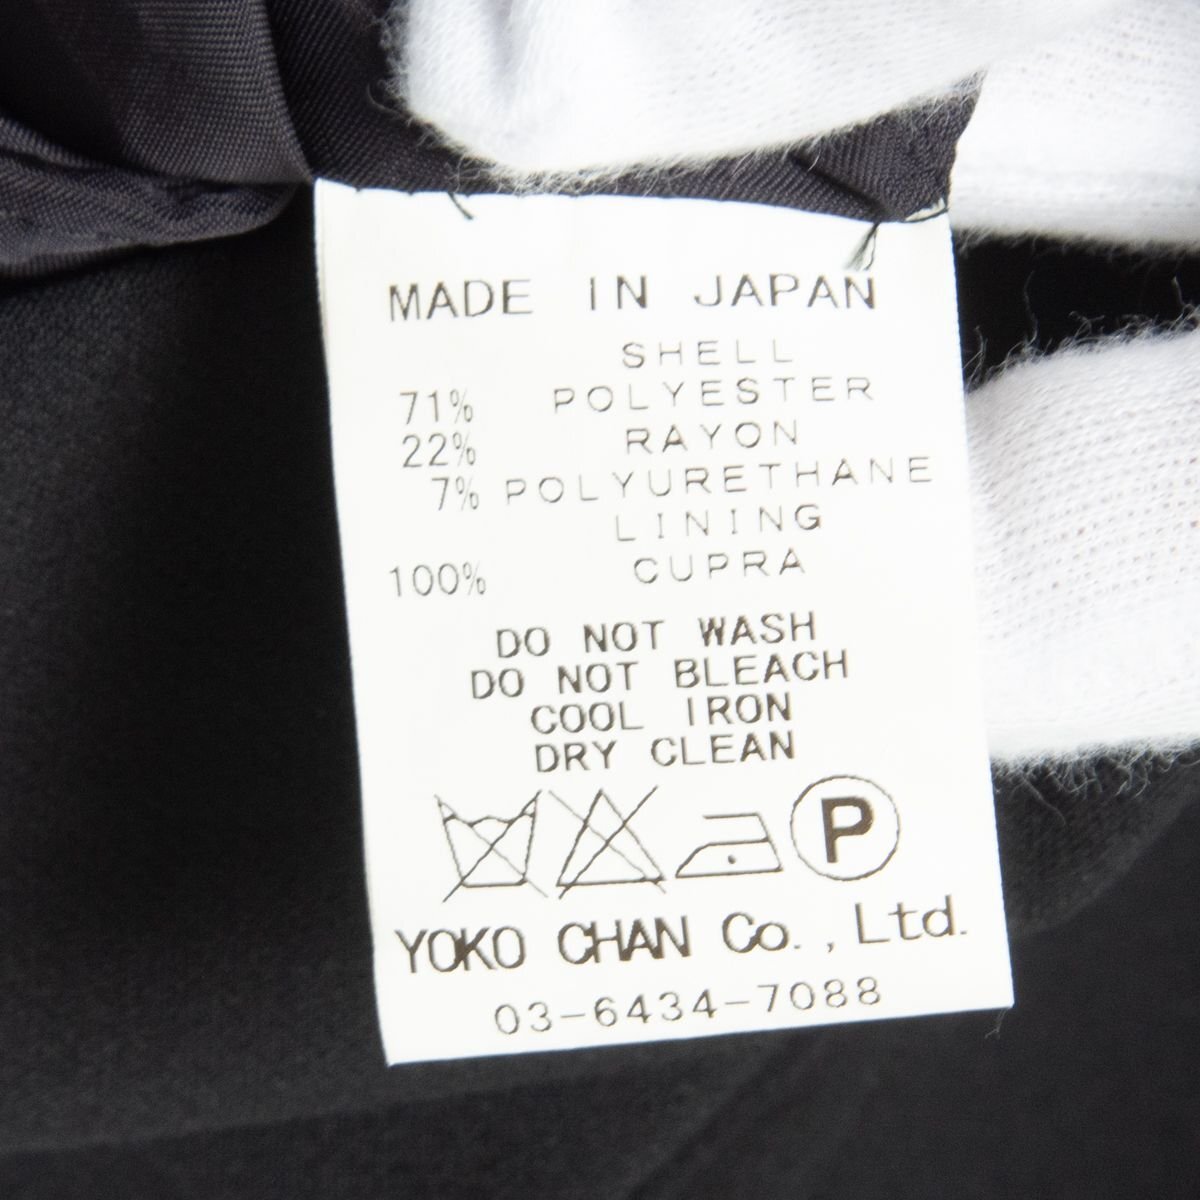 MADE IN JAPAN
SHELL
71% POLYESTER
22% RAYON
7% POLYURETHANE
LINING
100% CUPRA
DO NOT WASH
DO NOT BLEACH
COOL IRON
DRY CLEAN
P
YOKO CHAN Co., Ltd.
03-6434-7088